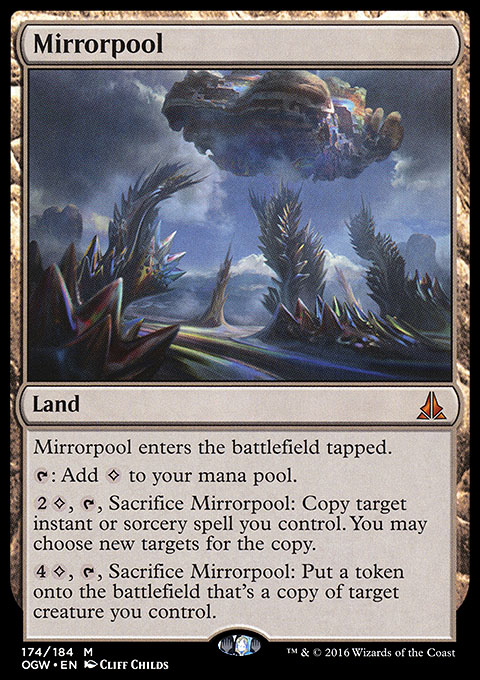 Mirrorpool
Land
Mirrorpool enters the battlefield tapped.
: Add to your mana pool.
2 , , Sacrifice Mirrorpool: Copy target
instant or sorcery spell you control. You may
choose new targets for the copy.
4 , , Sacrifice Mirrorpool: Put a token
onto the battlefield that's a copy of target
creature you control.
174/184 M
OGW • EN Cliff Childs
™ & © 2016 Wizards of the Coast